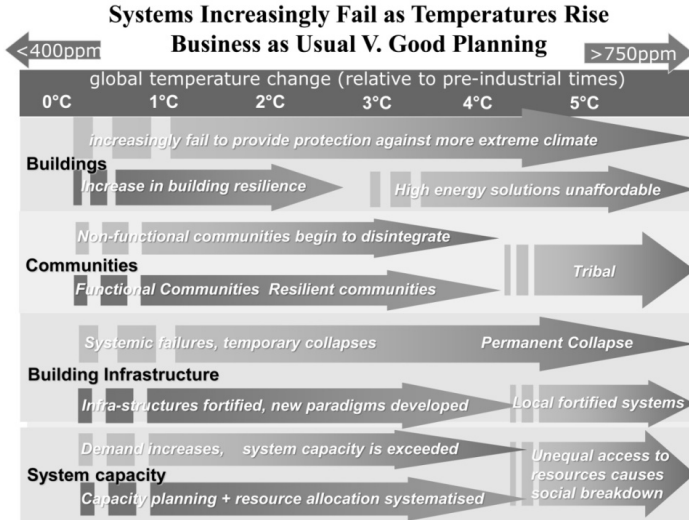 Systems Increasingly Fail as Temperatures Rise
Business as Usual V. Good Planning
<400ppm
>750ppm
global temperature change (relative to pre-industrial times)
0°C 1°C 2°C 3°C 4°C 5°C
increasingly fail to provide protection against more extreme climate
Buildings
Increase in building resilience
High energy solutions unaffordable
Non-functional communities begin to disintegrate
Communities
Tribal
Functional Communities Resilient communities
Systemic failures, temporary collapses
Permanent Collapse
Building Infrastructure
Infra-structures fortified, new paradigms developed
Local fortified systems
Demand increases, system capacity is exceeded
System capacity
Capacity planning + resource allocation systematised
Unequal access to
resources causes
social breakdown